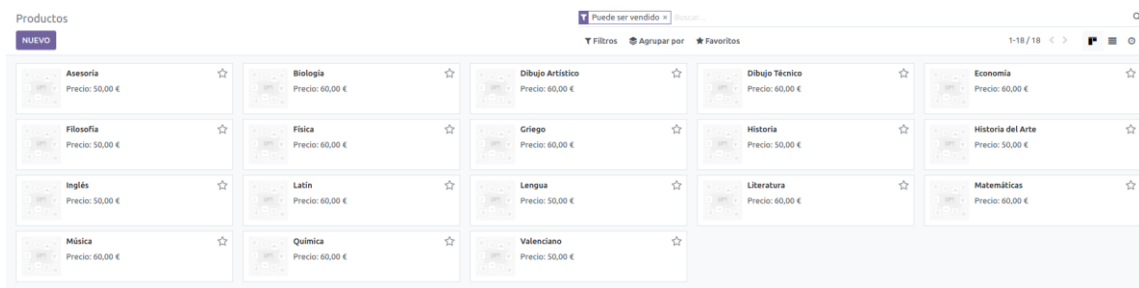 Productos
Puede ser vendido × Buscar...
NUEVO
Filtros Agrupar por Favoritos
1-18 / 18
Asesoría
Precio: 50,00 €
Biología
Precio: 60,00 €
Dibujo Artístico
Precio: 60,00 €
Dibujo Técnico
Precio: 60,00 €
Economía
Precio: 60,00 €
Filosofía
Precio: 50,00 €
Física
Precio: 60,00 €
Griego
Precio: 60,00 €
Historia
Precio: 50,00 €
Historia del Arte
Precio: 50,00 €
Inglés
Precio: 50,00 €
Latín
Precio: 60,00 €
Lengua
Precio: 50,00 €
Literatura
Precio: 60,00 €
Matemáticas
Precio: 60,00 €
Música
Precio: 60,00 €
Química
Precio: 60,00 €
Valenciano
Precio: 50,00 €